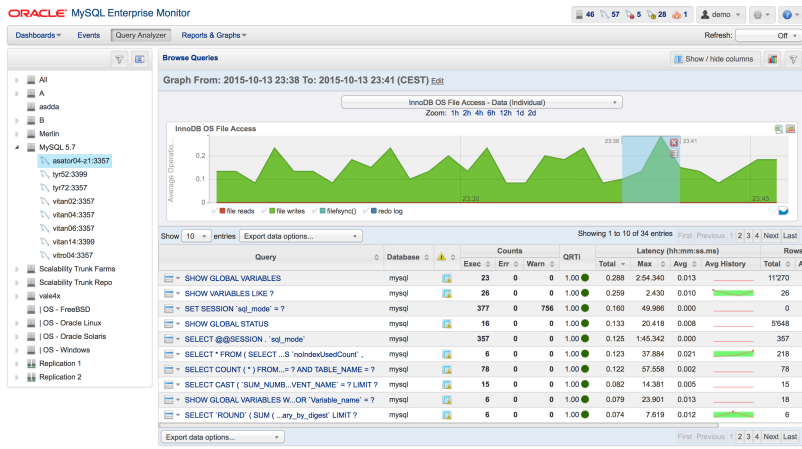 ORACLE MySQL Enterprise Monitor
46 57 5 28 1 demo
Dashboards Events Query Analyzer Reports & Graphs Refresh: Off
Browse Queries Show / hide columns
Graph From: 2015-10-13 23:38 To: 2015-10-13 23:41 (CEST) Edit
All
A
asdda
B
Merlin
MySQL 5.7
asator04-z1:3357
tyr52:3399
tyr72:3357
vitan02:3357
vitan04:3357
vitan06:3357
vitan14:3399
vitro04:3357
Scalability Trunk Farms
Scalability Trunk Repo
vale4x
| OS - FreeBSD
| OS - Oracle Linux
| OS - Oracle Solaris
| OS - Windows
Replication 1
Replication 2
InnoDB OS File Access - Data (Individual)
Zoom: 1h 2h 4h 6h 12h 1d 2d
InnoDB OS File Access
Average Operatio...
0.2
0.1
0
23:38 23:41
23:30 23:45
file reads file writes filefsync() redo log
Show 10 entries Export data options... Showing 1 to 10 of 34 entries First Previous 1 2 3 4 Next Last
Query Database Counts QRTi Latency (hh:mm:ss.ms) Rows
Exec Err Warn Total Max Avg Avg History Total A
SHOW GLOBAL VARIABLES mysql 23 0 0 1.00 0.288 2:54.340 0.013 11'270
SHOW VARIABLES LIKE ? mysql 26 0 0 1.00 0.259 2.430 0.010 26
SET SESSION `sql_mode` = ? mysql 377 0 756 1.00 0.160 49.986 0.000 0
SHOW GLOBAL STATUS mysql 16 0 0 1.00 0.133 20.418 0.008 5'648
SELECT @@SESSION . `sql_mode` mysql 357 0 0 1.00 0.125 1:45.342 0.000 357
SELECT * FROM ( SELECT ...S `noIndexUsedCount` , mysql 6 0 0 1.00 0.123 37.884 0.021 218
SELECT COUNT ( * ) FROM...= ? AND TABLE_NAME = ? mysql 78 0 0 1.00 0.122 57.558 0.002 78
SELECT CAST ( `SUM_NUMB...VENT_NAME` = ? LIMIT ? mysql 15 0 0 1.00 0.082 14.381 0.005 15
SHOW GLOBAL VARIABLES W...OR `Variable_name` = ? mysql 6 0 0 1.00 0.079 23.901 0.013 18
SELECT `ROUND` ( SUM ( ...ary_by_digest` LIMIT ? mysql 6 0 0 1.00 0.074 7.619 0.012 6
Export data options... First Previous 1 2 3 4 Next Last